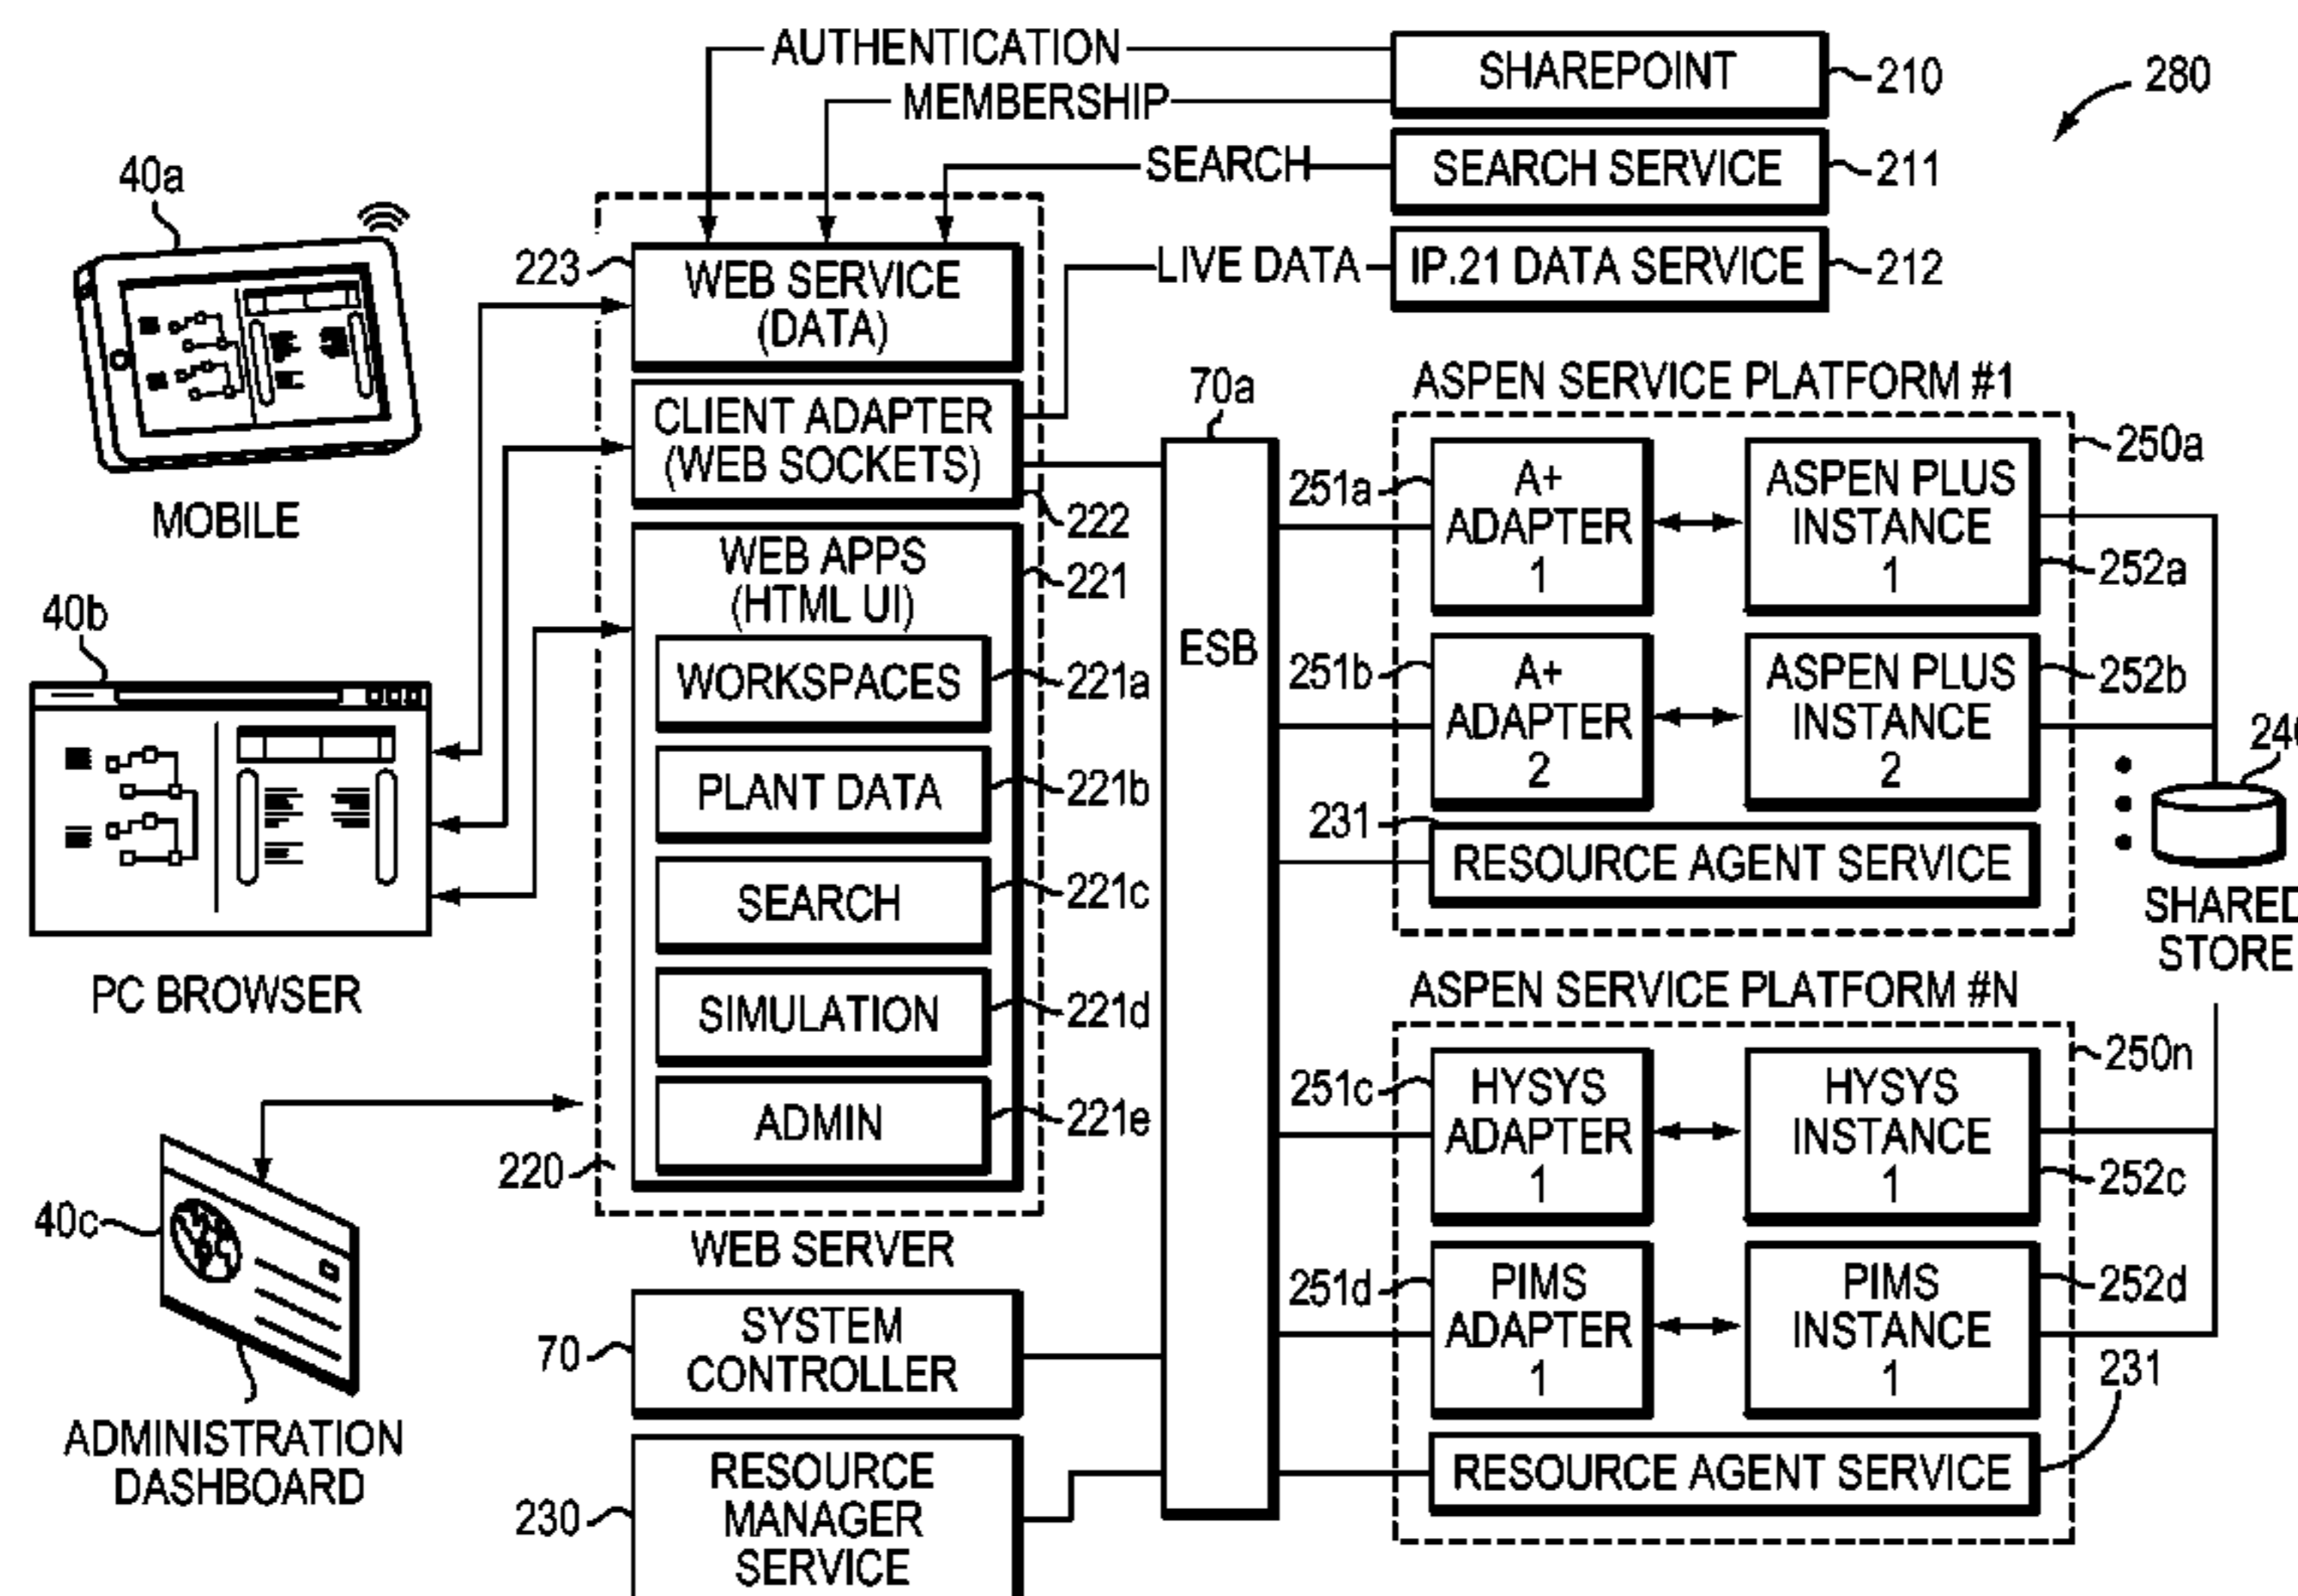 AUTHENTICATION
MEMBERSHIP
SEARCH
LIVE DATA
SHAREPOINT
210
280
SEARCH SERVICE
211
IP.21 DATA SERVICE
212
40a
MOBILE
40b
PC BROWSER
40c
ADMINISTRATION
DASHBOARD
223
WEB SERVICE
(DATA)
CLIENT ADAPTER
(WEB SOCKETS)
222
WEB APPS
(HTML UI)
221
WORKSPACES
221a
PLANT DATA
221b
SEARCH
221c
SIMULATION
221d
ADMIN
221e
220
WEB SERVER
70
SYSTEM
CONTROLLER
230
RESOURCE
MANAGER
SERVICE
70a
ESB
ASPEN SERVICE PLATFORM #1
250a
251a
A+
ADAPTER
1
ASPEN PLUS
INSTANCE
1
252a
251b
A+
ADAPTER
2
ASPEN PLUS
INSTANCE
2
252b
231
RESOURCE AGENT SERVICE
SHARED
STORE
ASPEN SERVICE PLATFORM #N
250n
251c
HYSYS
ADAPTER
1
HYSYS
INSTANCE
1
252c
251d
PIMS
ADAPTER
1
PIMS
INSTANCE
1
252d
231
RESOURCE AGENT SERVICE